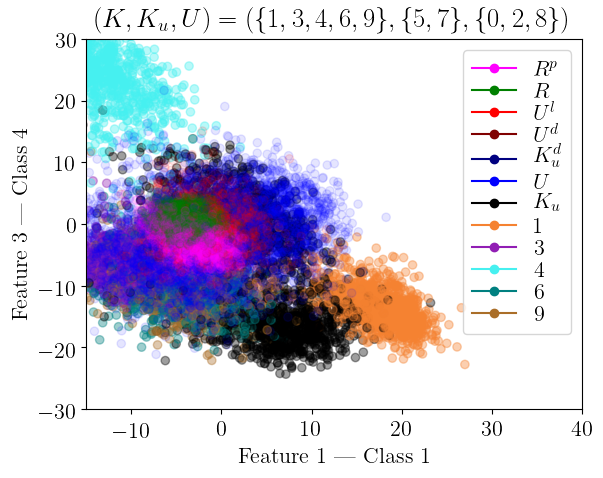 (K, K_u, U) = ({1, 3, 4, 6, 9}, {5, 7}, {0, 2, 8})
30
20
10
0
−10
−20
−30
−10
0
10
20
30
40
Feature 3 — Class 4
Feature 1 — Class 1
R^p
R
U^l
U^d
K_u^d
U
K_u
1
3
4
6
9